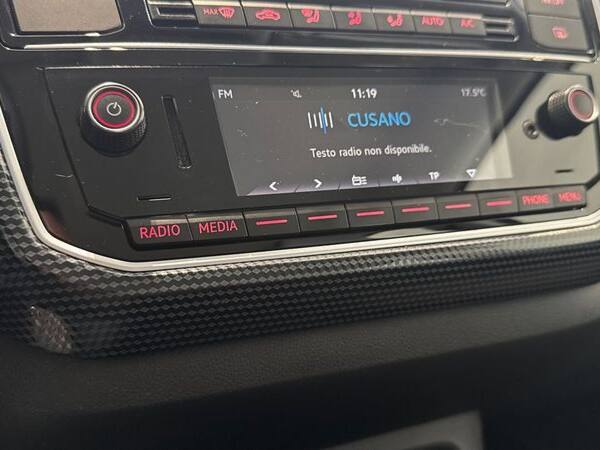 MAX AUTO A/C
FM 11:19 17.5°C
CUSANO
Testo radio non disponibile.
< > TP
RADIO MEDIA PHONE MENU